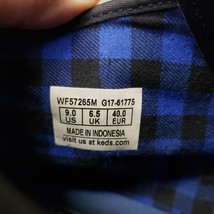 WF57265M G17-61775
9.0 6.5 40.0
US UK EUR
MADE IN INDONESIA
visit us at keds.com